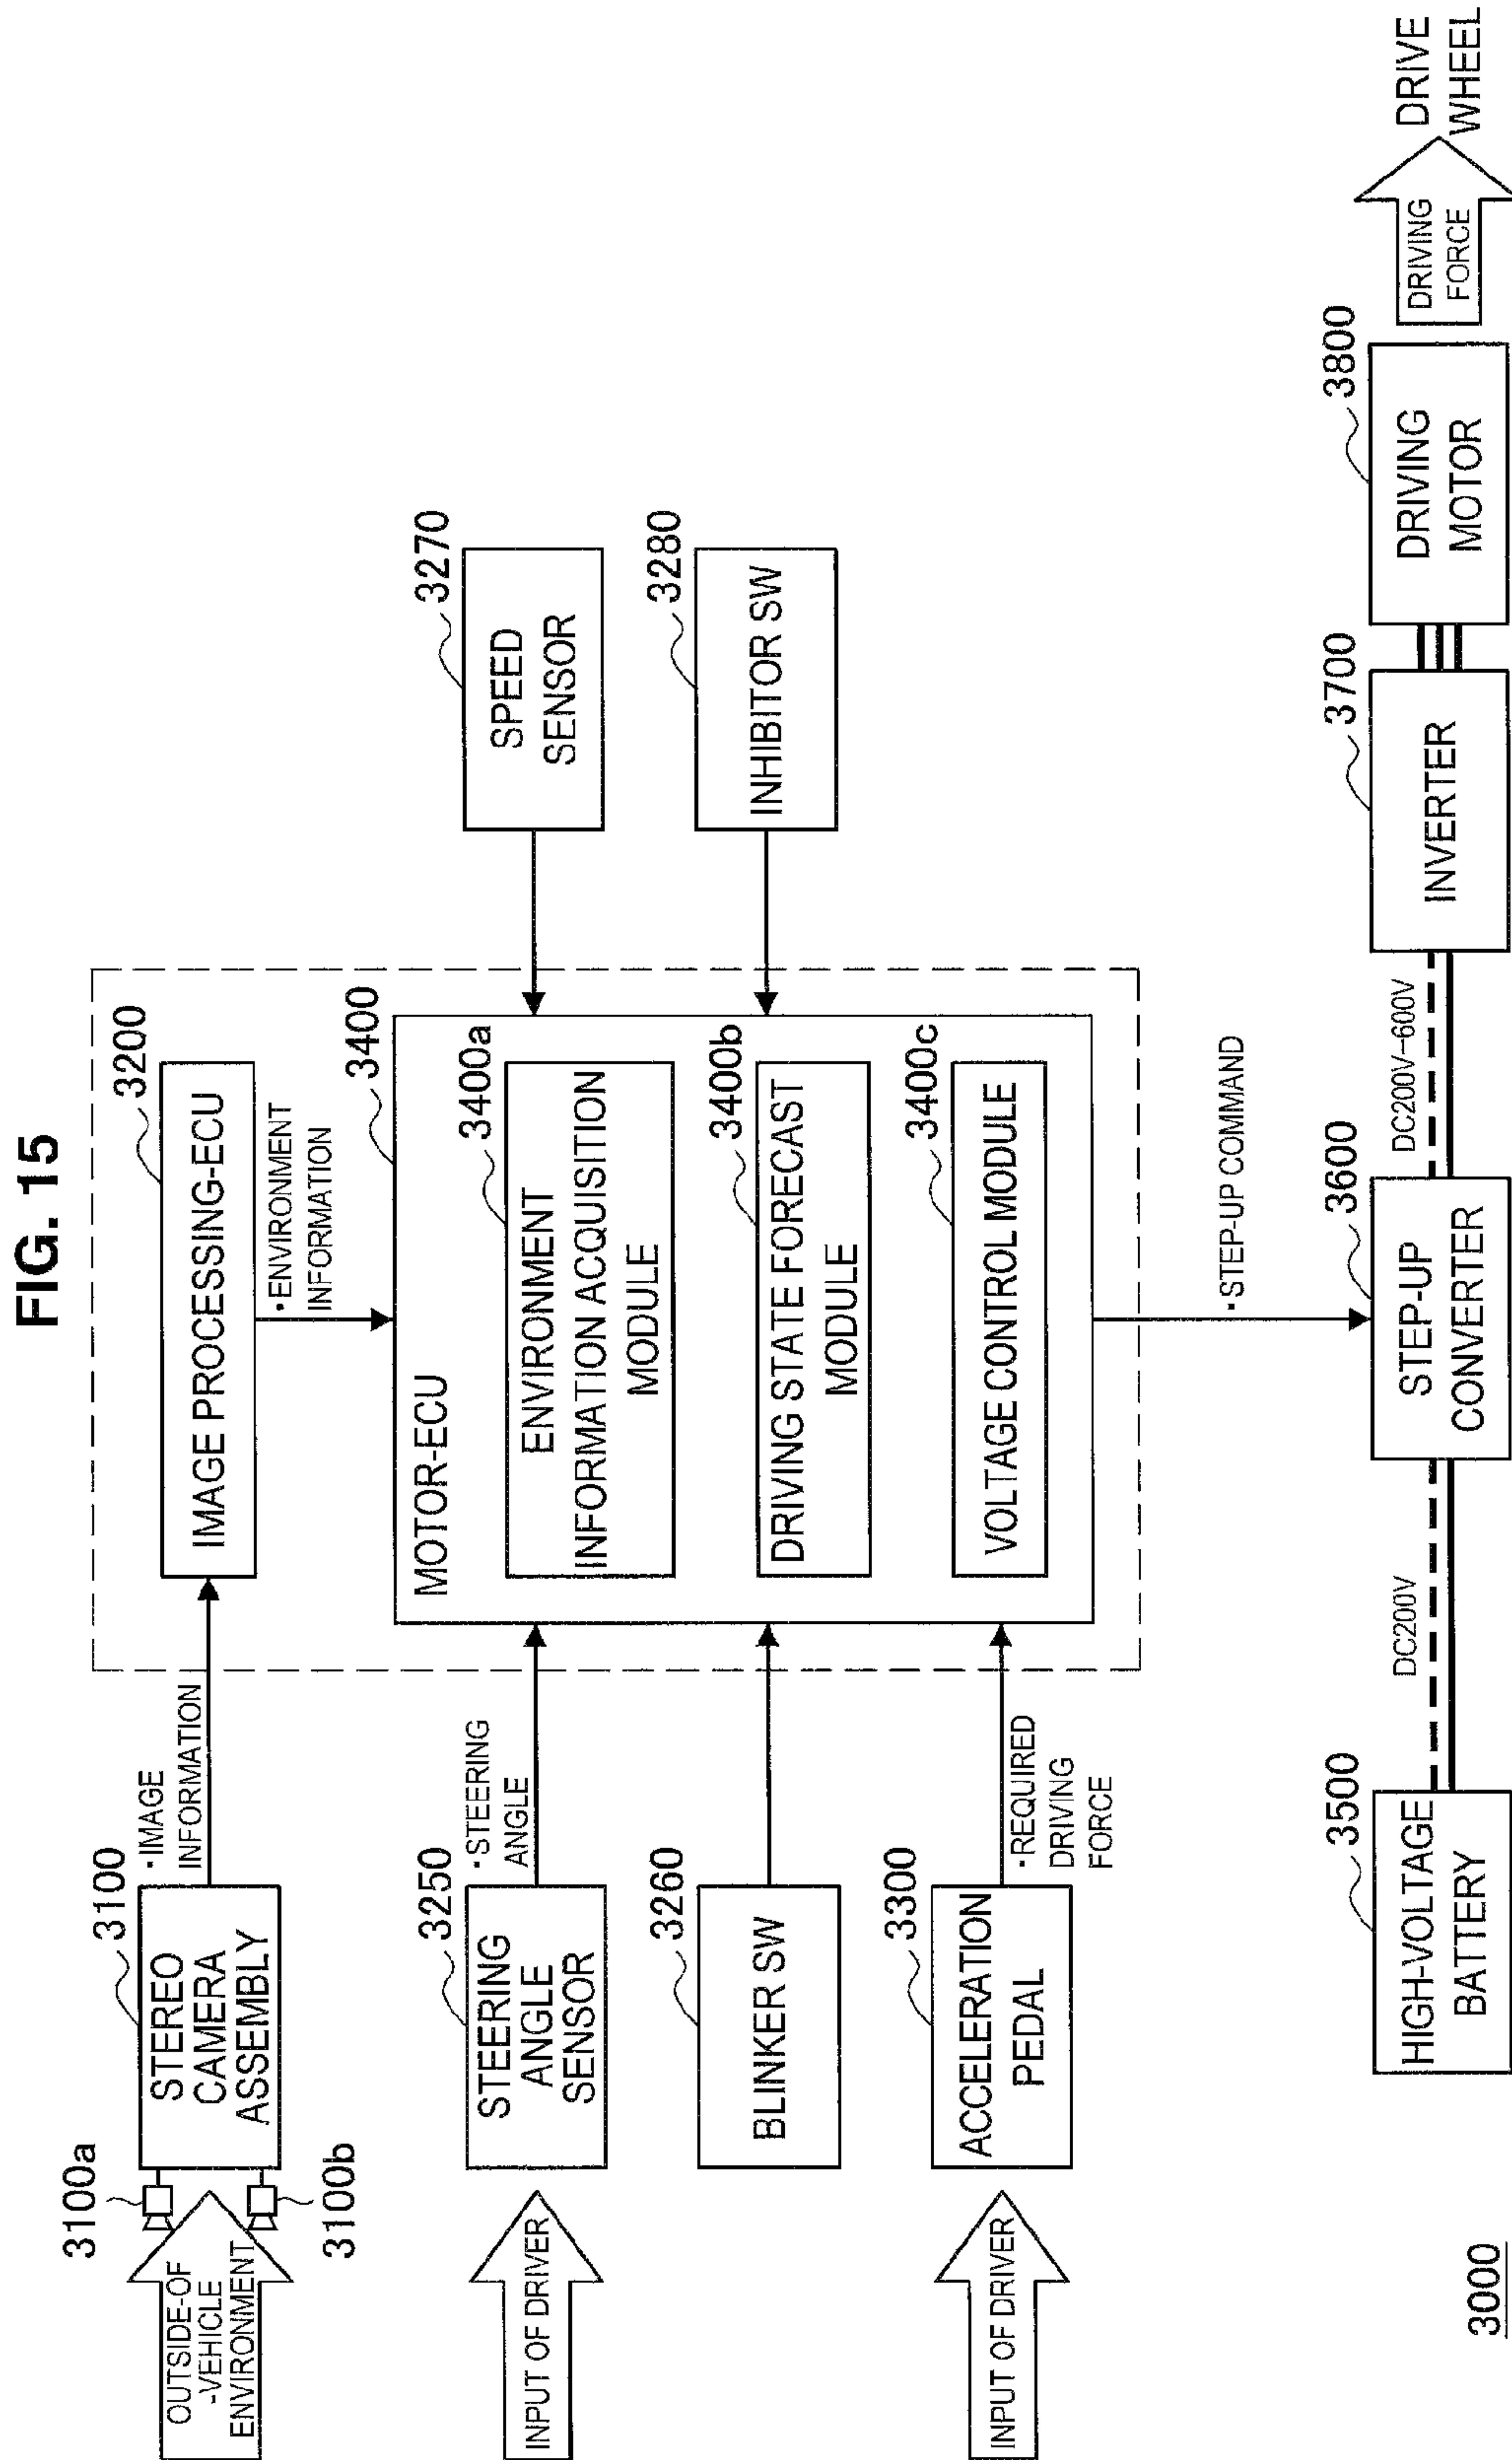 FIG. 15
3100a
3100b
OUTSIDE-OF
-VEHICLE
ENVIRONMENT
3100
STEREO
CAMERA
ASSEMBLY
•IMAGE
INFORMATION
3200
IMAGE PROCESSING-ECU
•ENVIRONMENT
INFORMATION
INPUT OF DRIVER
3250
STEERING
ANGLE
SENSOR
•STEERING
ANGLE
3260
BLINKER SW
INPUT OF DRIVER
3300
ACCELERATION
PEDAL
•REQUIRED
DRIVING
FORCE
3400
MOTOR-ECU
3400a
ENVIRONMENT
INFORMATION ACQUISITION
MODULE
3400b
DRIVING STATE FORECAST
MODULE
3400c
VOLTAGE CONTROL MODULE
3270
SPEED
SENSOR
3280
INHIBITOR SW
•STEP-UP COMMAND
3500
HIGH-VOLTAGE
BATTERY
DC200V
3600
STEP-UP
CONVERTER
DC200V-600V
3700
INVERTER
3800
DRIVING
MOTOR
DRIVING
FORCE
DRIVE
WHEEL
3000